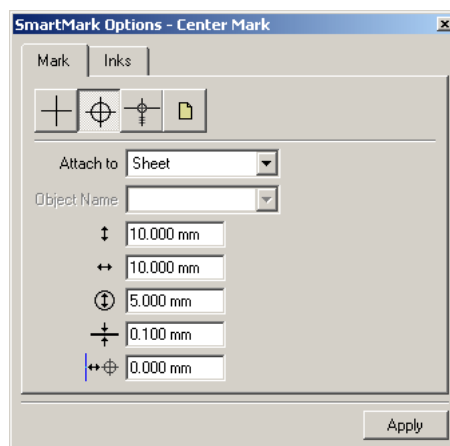 SmartMark Options - Center Mark
Mark Inks
Attach to Sheet
Object Name
10.000 mm
10.000 mm
5.000 mm
0.100 mm
0.000 mm
Apply